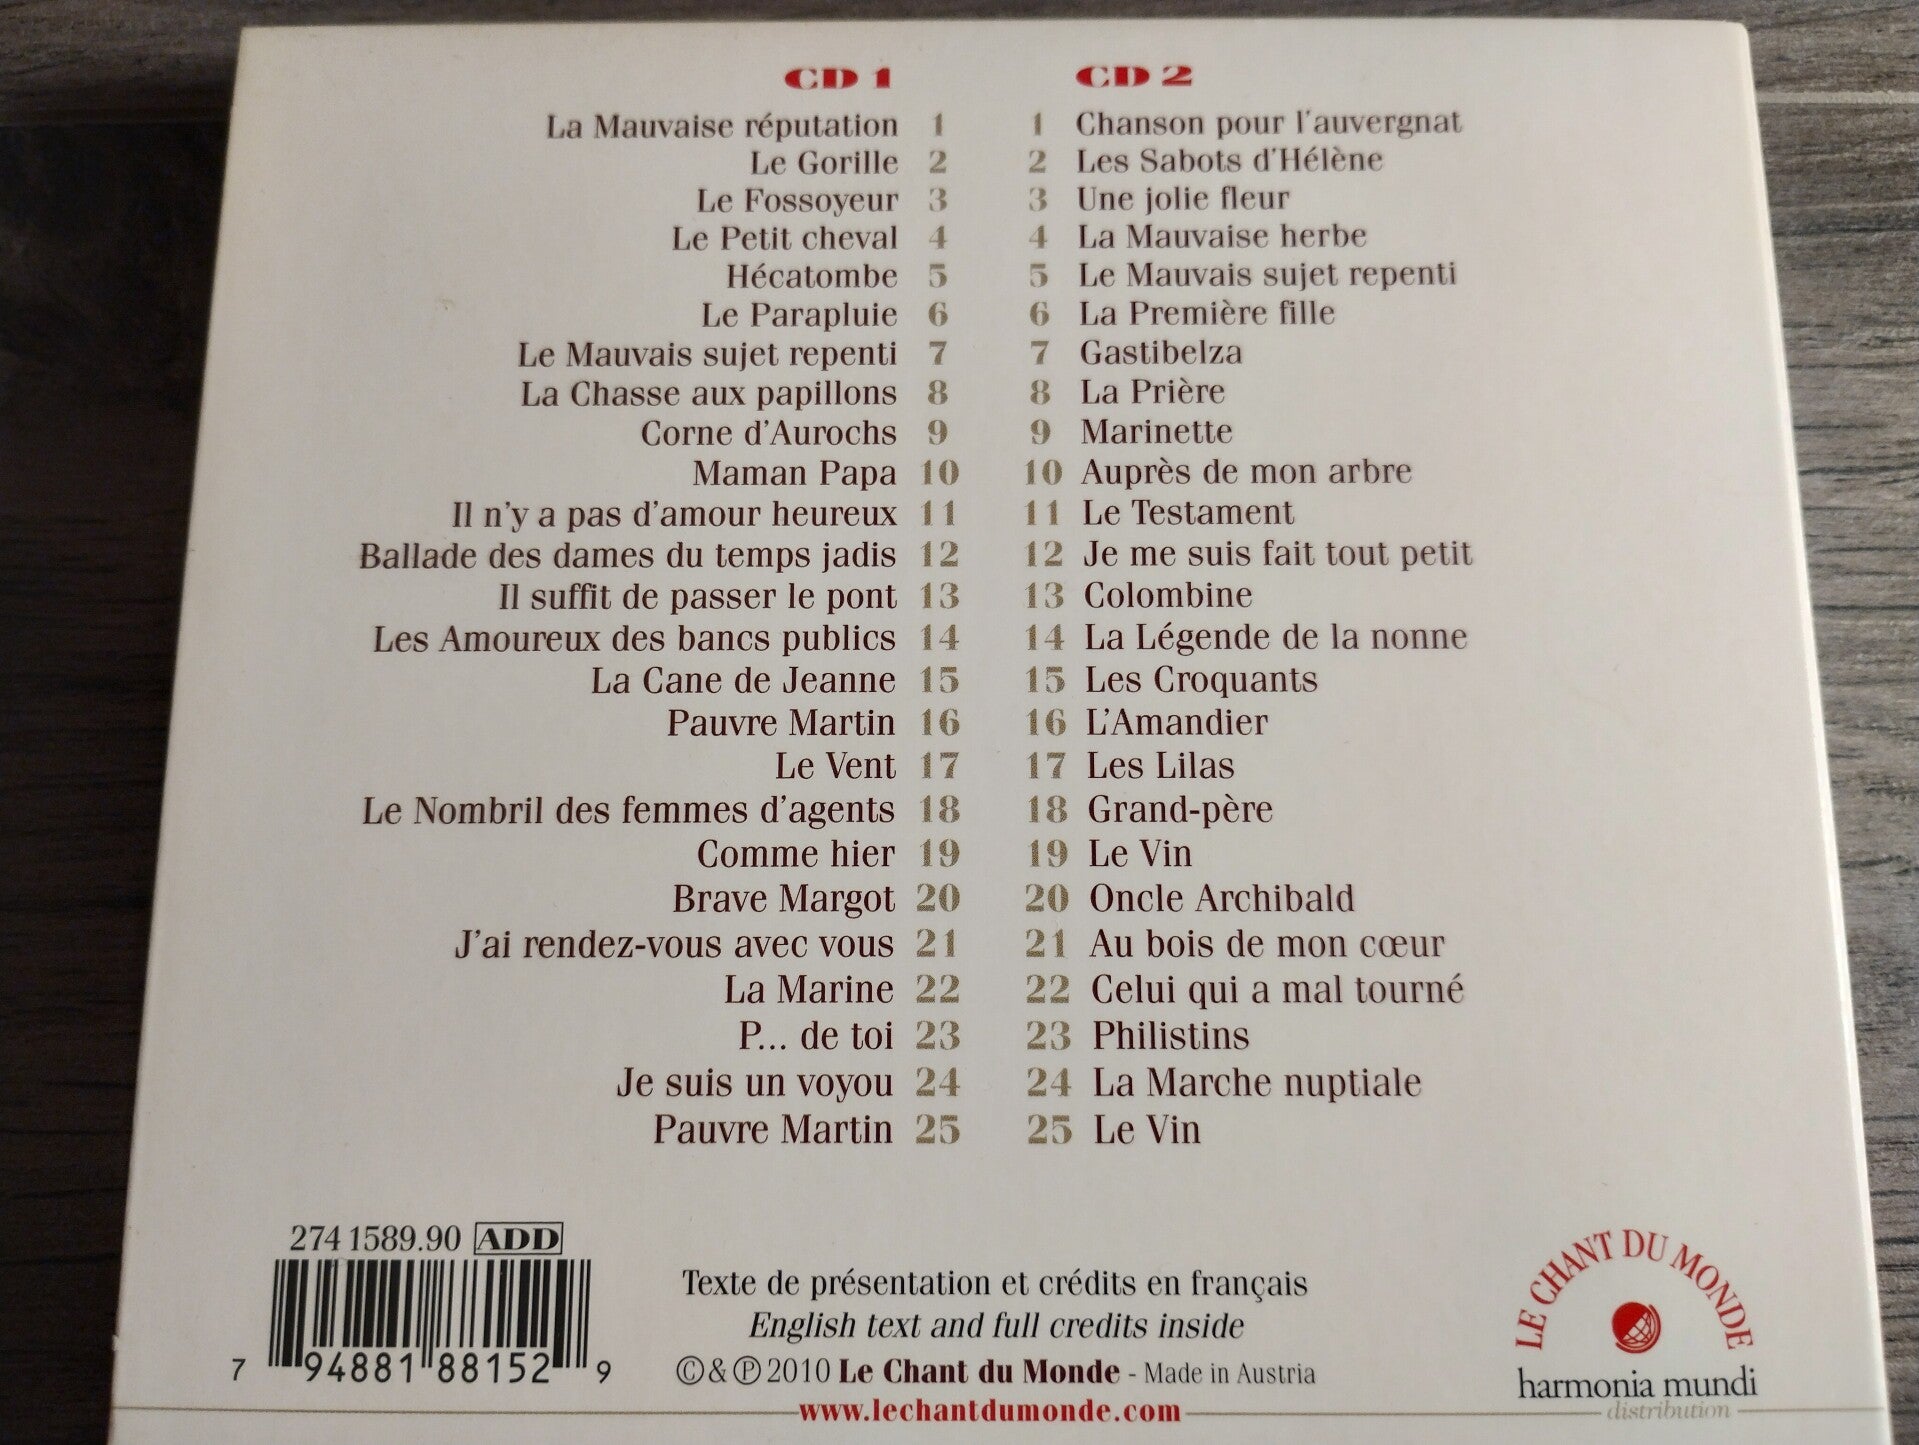 CD 1
La Mauvaise réputation 1
Le Gorille 2
Le Fossoyeur 3
Le Petit cheval 4
Hécatombe 5
Le Parapluie 6
Le Mauvais sujet repenti 7
La Chasse aux papillons 8
Corne d'Aurochs 9
Maman Papa 10
Il n'y a pas d'amour heureux 11
Ballade des dames du temps jadis 12
Il suffit de passer le pont 13
Les Amoureux des bancs publics 14
La Cane de Jeanne 15
Pauvre Martin 16
Le Vent 17
Le Nombril des femmes d'agents 18
Comme hier 19
Brave Margot 20
J'ai rendez-vous avec vous 21
La Marine 22
P... de toi 23
Je suis un voyou 24
Pauvre Martin 25
CD 2
1 Chanson pour l'auvergnat
2 Les Sabots d'Hélène
3 Une jolie fleur
4 La Mauvaise herbe
5 Le Mauvais sujet repenti
6 La Première fille
7 Gastibelza
8 La Prière
9 Marinette
10 Auprès de mon arbre
11 Le Testament
12 Je me suis fait tout petit
13 Colombine
14 La Légende de la nonne
15 Les Croquants
16 L'Amandier
17 Les Lilas
18 Grand-père
19 Le Vin
20 Oncle Archibald
21 Au bois de mon cœur
22 Celui qui a mal tourné
23 Philistins
24 La Marche nuptiale
25 Le Vin
274 1589.90 ADD
7 94881 88152 9
Texte de présentation et crédits en français
English text and full credits inside
©&℗2010 Le Chant du Monde - Made in Austria
www.lechantdumonde.com
LE CHANT DU MONDE
harmonia mundi
distribution